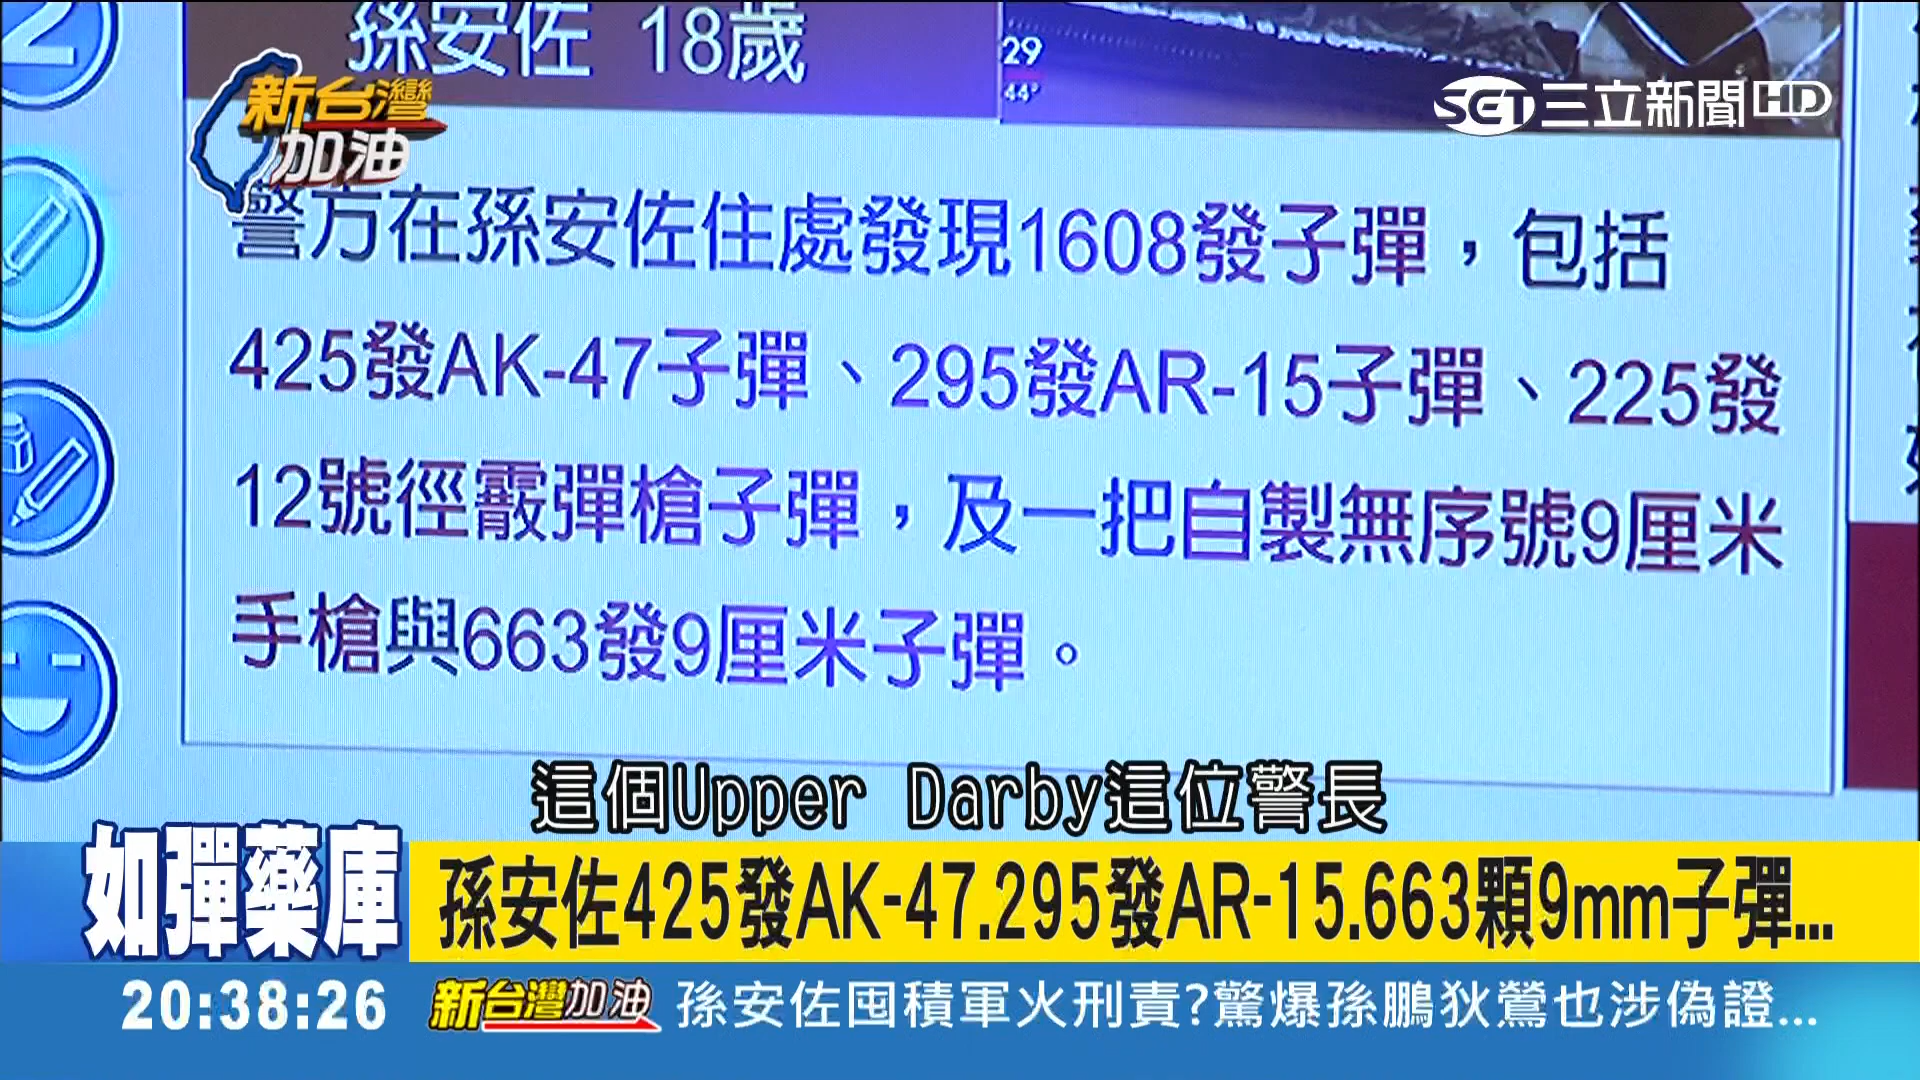 孫安佐 18歲
29
44°
新台灣
加油
SET三立新聞HD
警方在孫安佐住處發現1608發子彈，包括
425發AK-47子彈、295發AR-15子彈、225發
12號徑霰彈槍子彈，及一把自製無序號9厘米
手槍與663發9厘米子彈。
這個Upper Darby這位警長
如彈藥庫
孫安佐425發AK-47.295發AR-15.663顆9mm子彈...
20:38:26
新台灣加油 孫安佐囤積軍火刑責?驚爆孫鵬狄鶯也涉偽證...